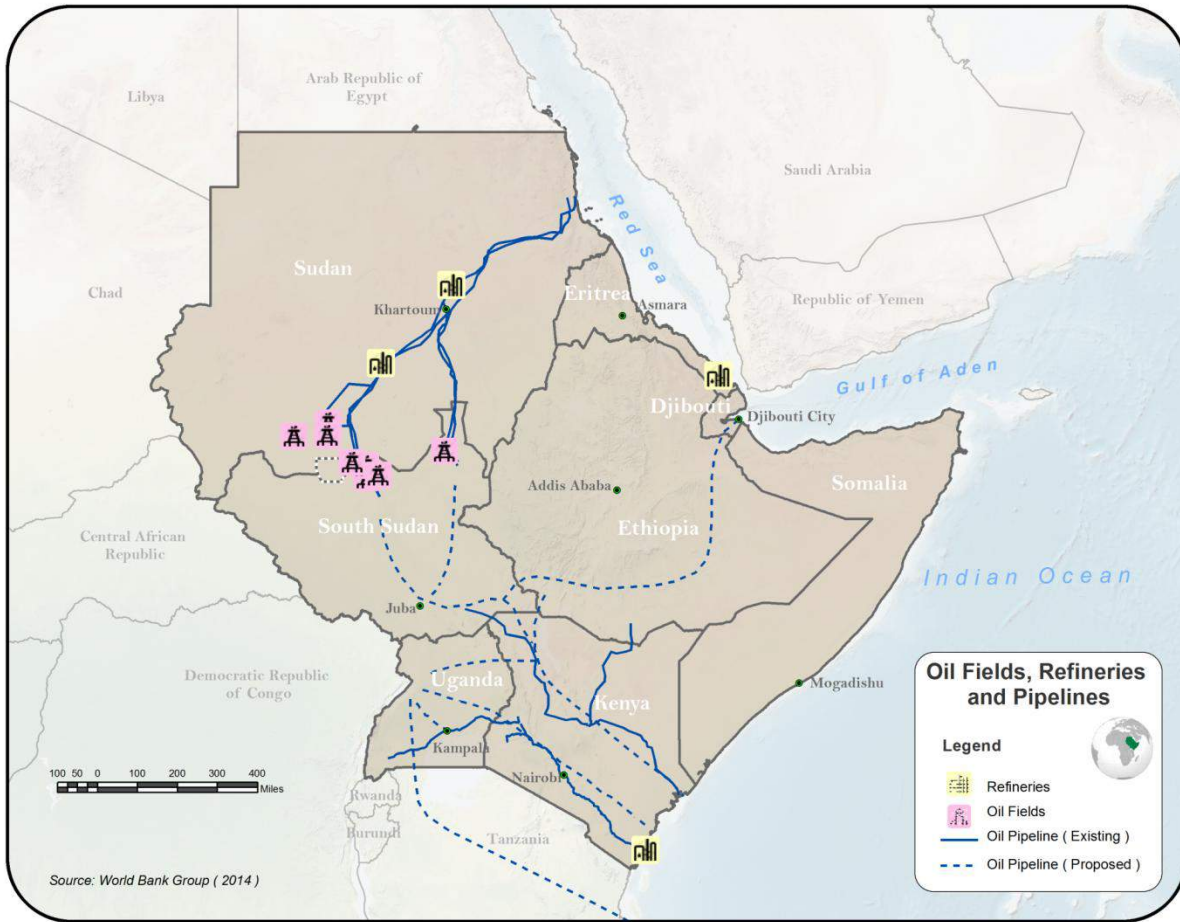 Libya
Arab Republic of
Egypt
Saudi Arabia
Red Sea
Sudan
Chad
Eritrea
Asmara
Republic of Yemen
Khartoum
Gulf of Aden
Djibouti
Djibouti City
Somalia
Addis Ababa
Ethiopia
South Sudan
Central African
Republic
Indian Ocean
Juba
Democratic Republic
of Congo
Uganda
Kenya
Mogadishu
Kampala
Nairobi
Rwanda
Burundi
Tanzania
100 50 0 100 200 300 400
Miles
Source: World Bank Group ( 2014 )
Oil Fields, Refineries
and Pipelines
Legend
Refineries
Oil Fields
Oil Pipeline ( Existing )
Oil Pipeline ( Proposed )